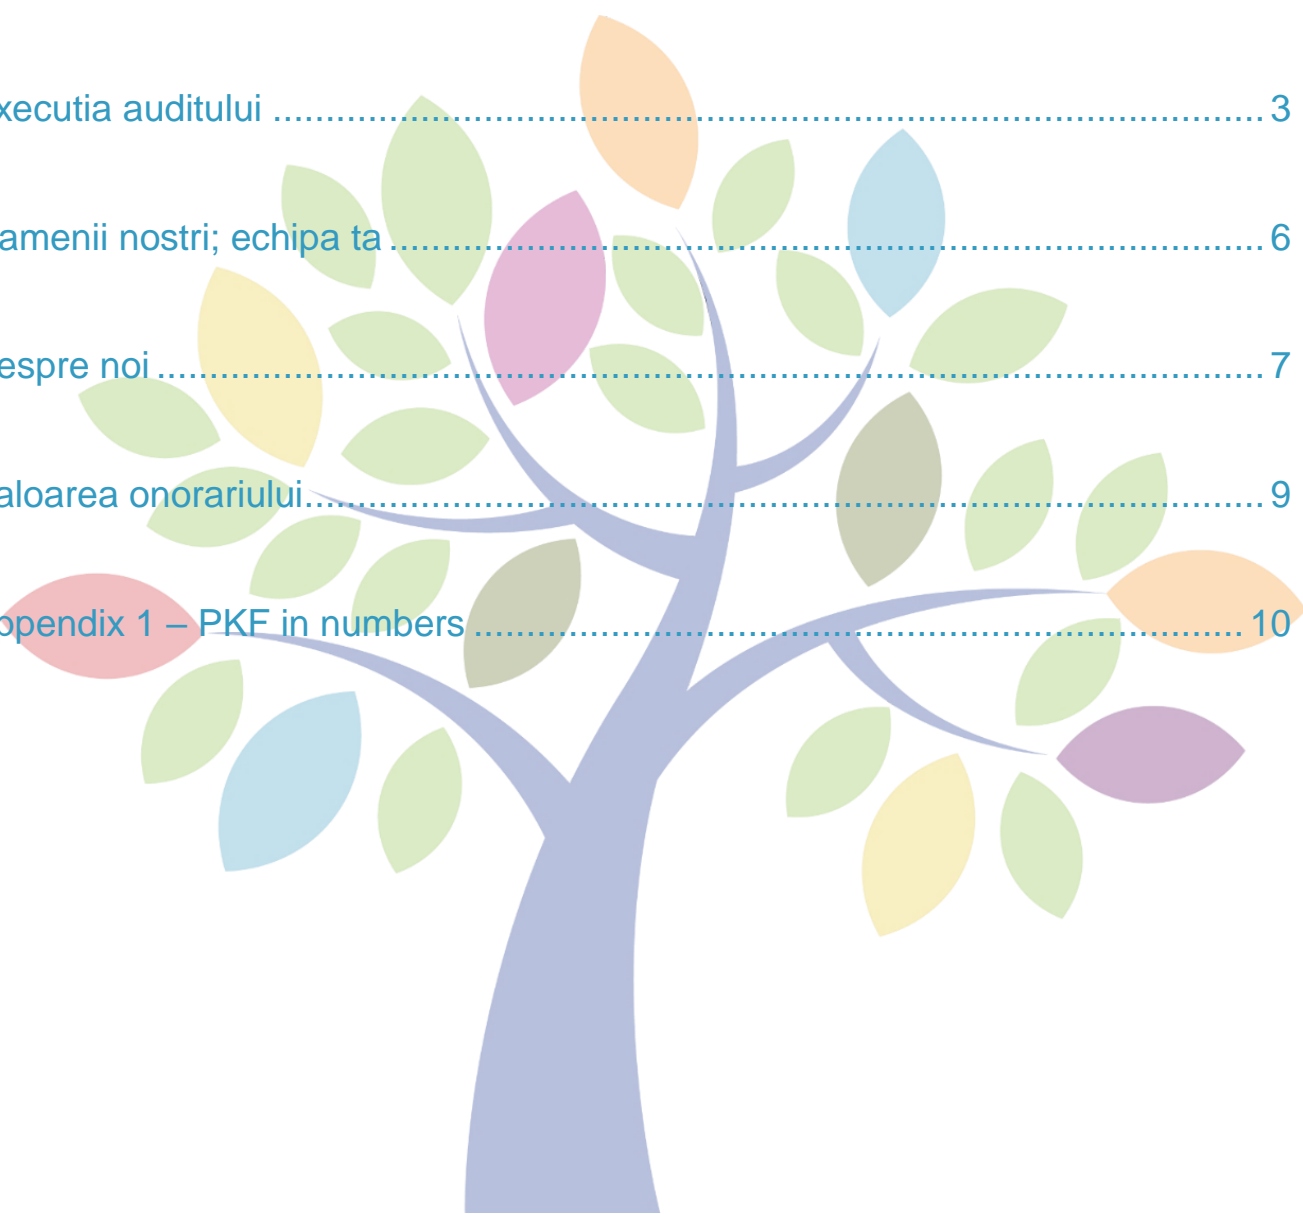 xecutia auditului ................................................................................................ 3
amenii nostri; echipa ta ..................................................................................... 6
espre noi ........................................................................................................... 7
aloarea onorariului............................................................................................. 9
ppendix 1 – PKF in numbers .......................................................................... 10